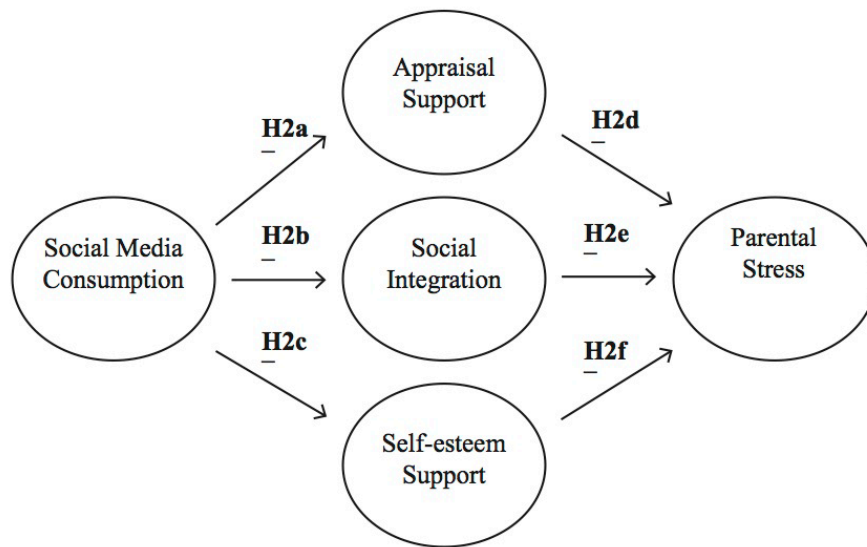 Appraisal
Support
H2a
–
H2d
–
Social Media
Consumption
H2b
–
Social
Integration
H2e
–
Parental
Stress
H2c
–
H2f
–
Self-esteem
Support